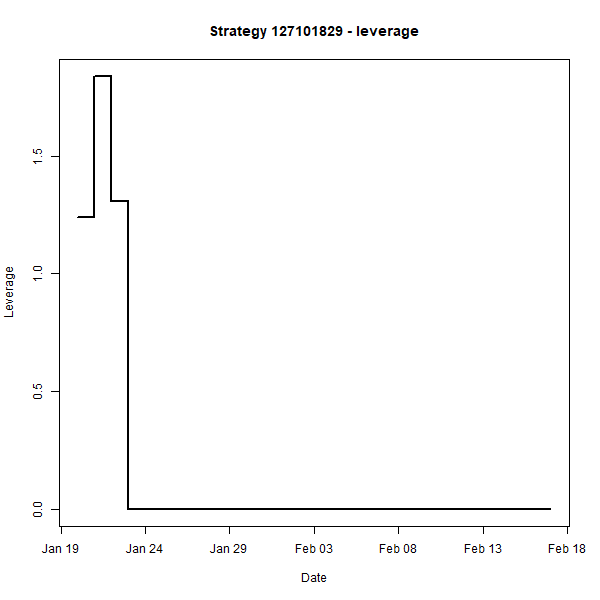 Strategy 127101829 - leverage
Leverage
1.5
1.0
0.5
0.0
Jan 19 Jan 24 Jan 29 Feb 03 Feb 08 Feb 13 Feb 18
Date